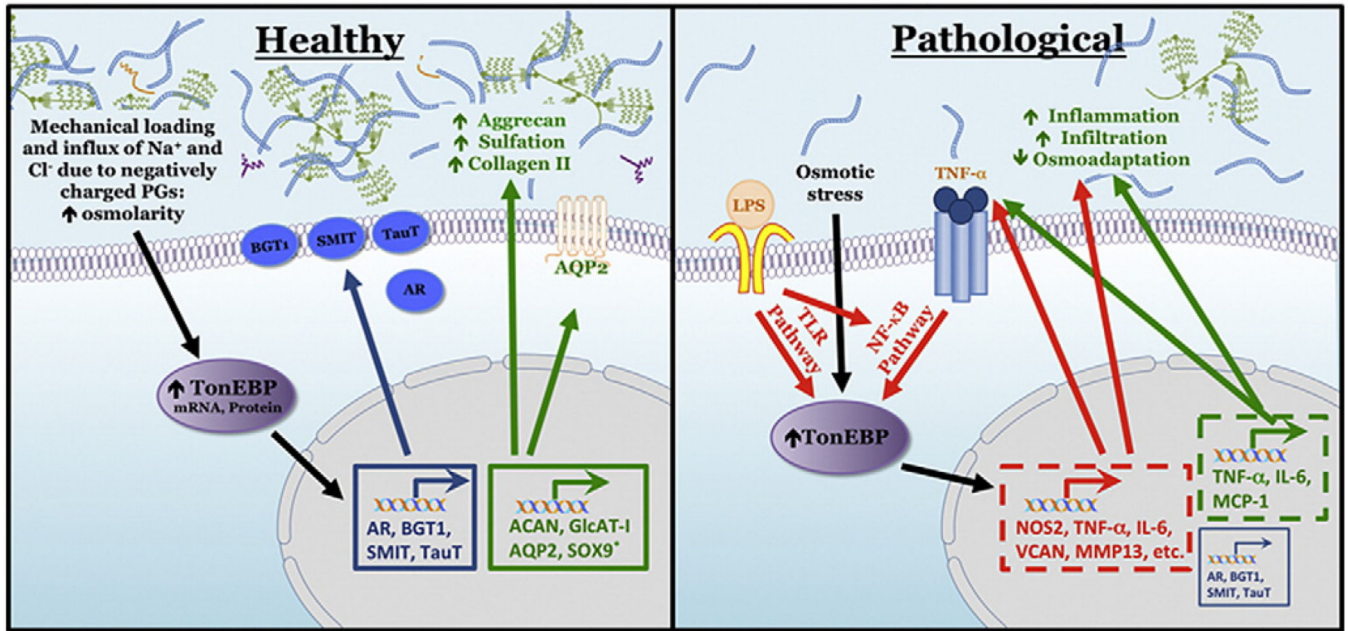 Healthy
Mechanical loading
and influx of Na⁺ and
Cl⁻ due to negatively
charged PGs:
↑ osmolarity
↑ Aggrecan
↑ Sulfation
↑ Collagen II
BGT1
SMIT
TauT
AR
AQP2
↑ TonEBP
mRNA, Protein
AR, BGT1,
SMIT, TauT
ACAN, GlcAT-I
AQP2, SOX9*
Pathological
↑ Inflammation
↑ Infiltration
↓ Osmoadaptation
Osmotic
stress
TNF-α
LPS
TLR
Pathway
NF-κB
Pathway
↑TonEBP
NOS2, TNF-α, IL-6,
VCAN, MMP13, etc.
TNF-α, IL-6,
MCP-1
AR, BGT1,
SMIT, TauT